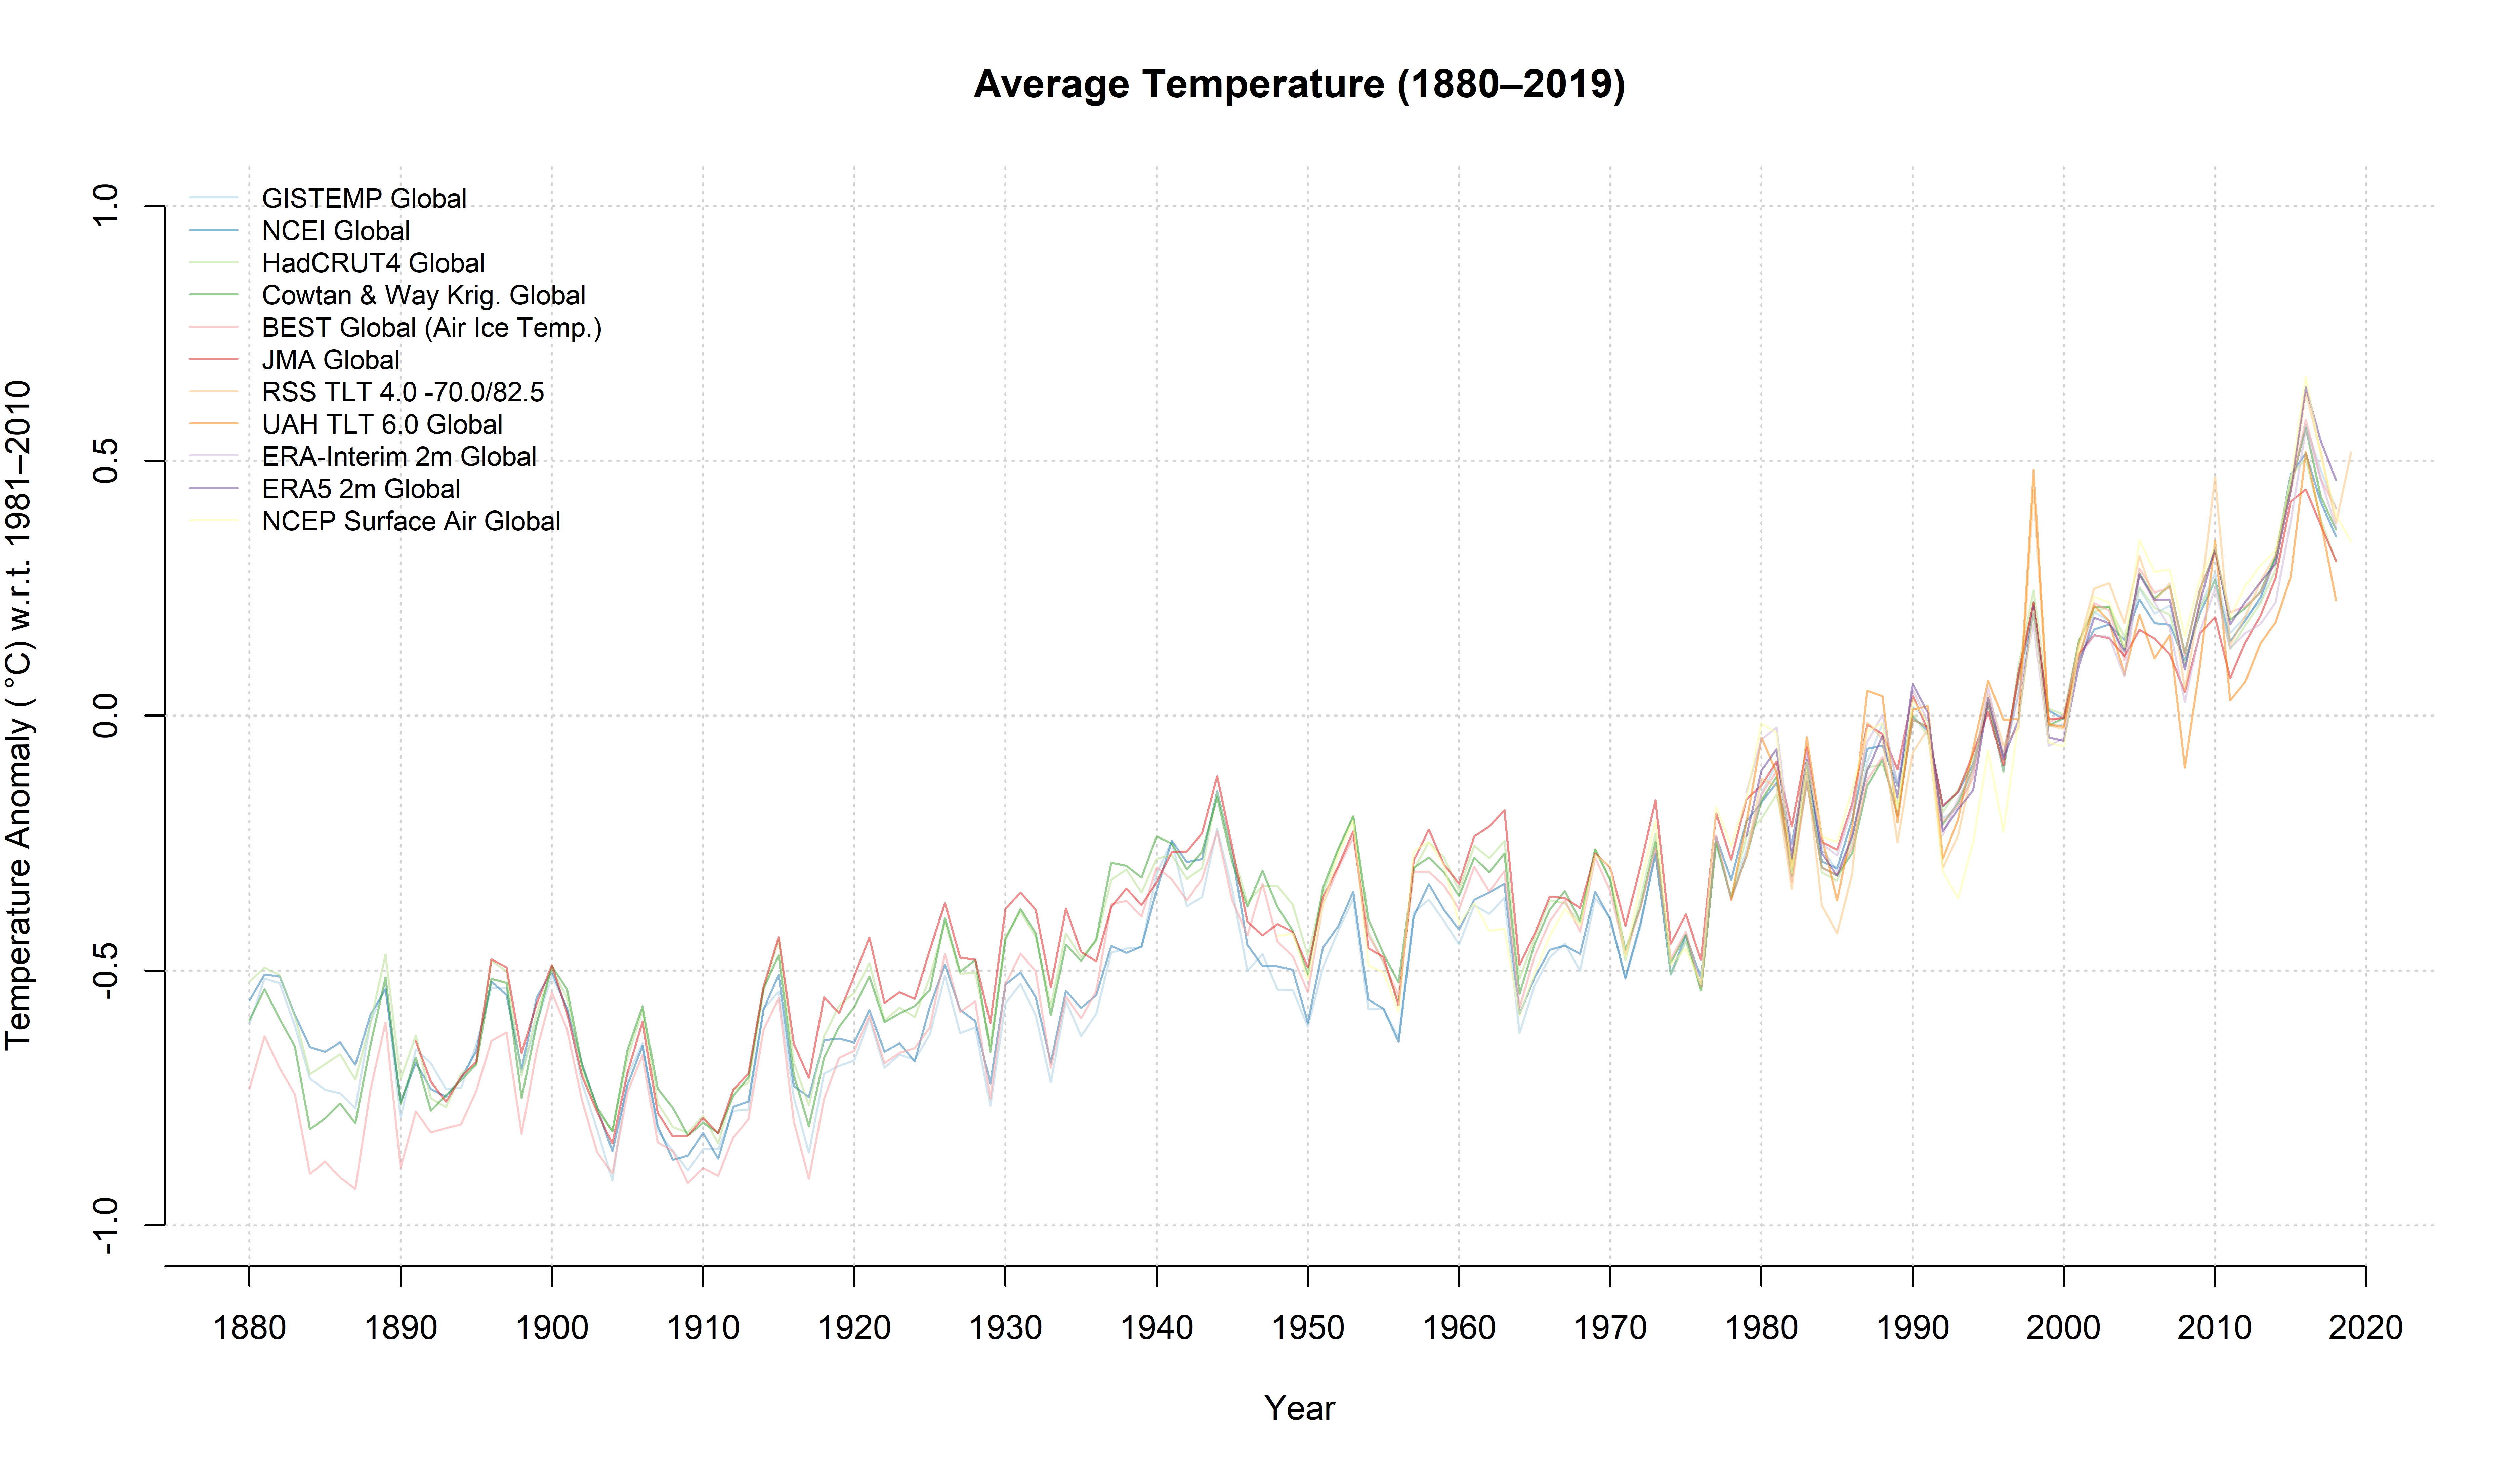 Average Temperature (1880–2019)
Temperature Anomaly ( °C) w.r.t. 1981–2010
1.0
0.5
0.0
-0.5
-1.0
GISTEMP Global
NCEI Global
HadCRUT4 Global
Cowtan & Way Krig. Global
BEST Global (Air Ice Temp.)
JMA Global
RSS TLT 4.0 -70.0/82.5
UAH TLT 6.0 Global
ERA-Interim 2m Global
ERA5 2m Global
NCEP Surface Air Global
1880 1890 1900 1910 1920 1930 1940 1950 1960 1970 1980 1990 2000 2010 2020
Year